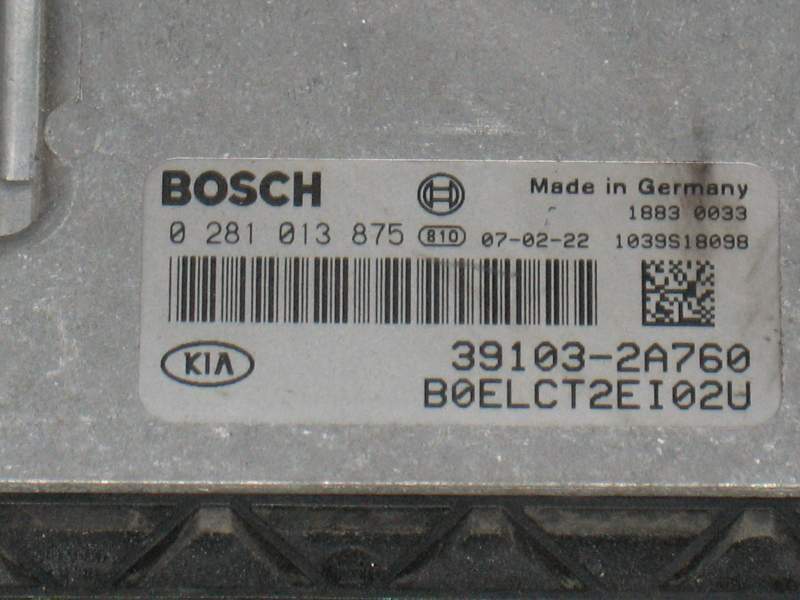 BOSCH
Made in Germany
1883 0033
0 281 013 875 810 07-02-22 1039S18098
KIA
39103-2A760
B0ELCT2EI02U